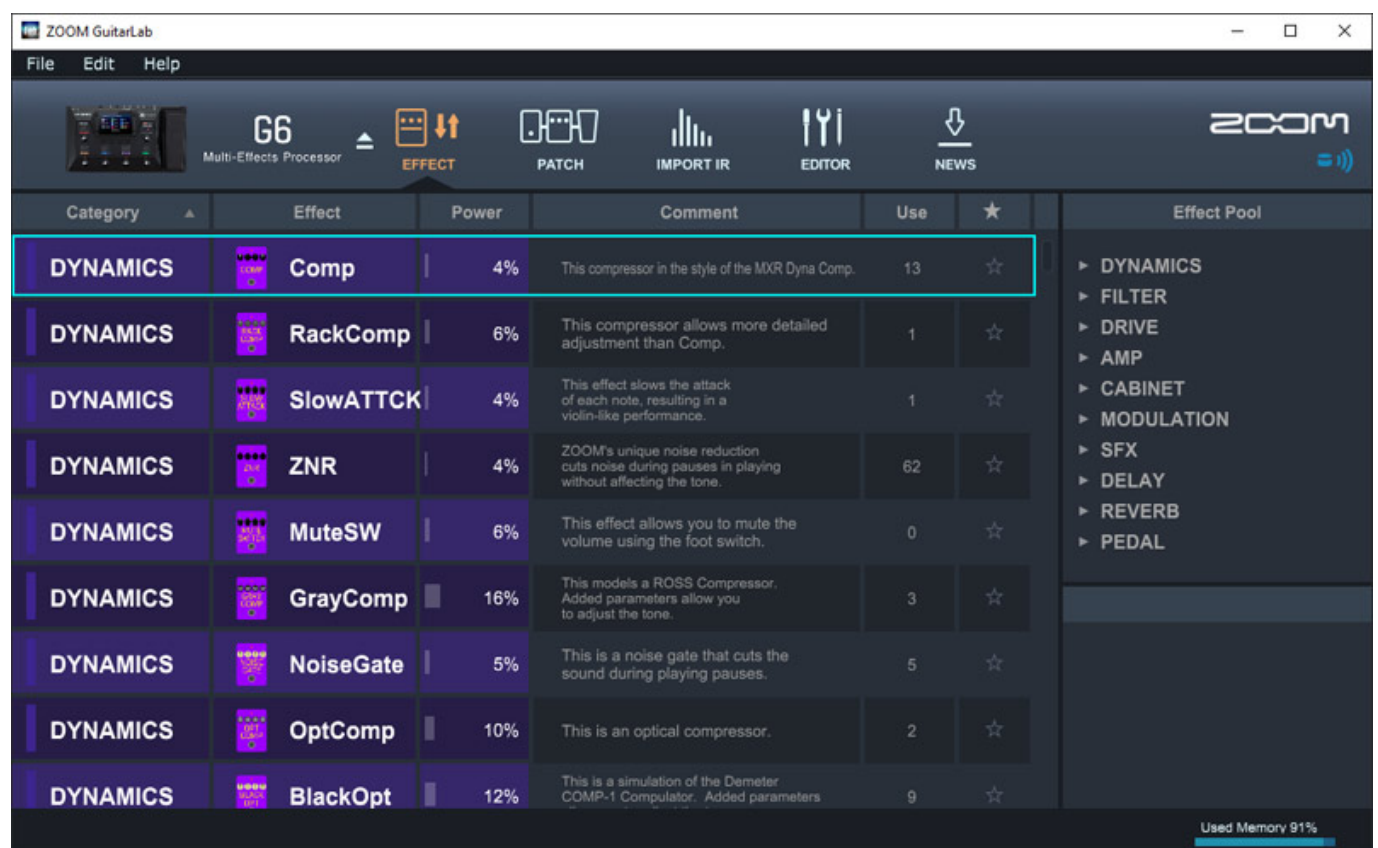 ZOOM GuitarLab
File Edit Help
G6
Multi-Effects Processor
EFFECT
PATCH
IMPORT IR
EDITOR
NEWS
ZOOM
Category Effect Power Comment Use Effect Pool
DYNAMICS COMP Comp 4% This compressor in the style of the MXR Dyna Comp. 13
DYNAMICS RackComp 6% This compressor allows more detailed
adjustment than Comp. 1
DYNAMICS SlowATTCK 4% This effect slows the attack
of each note, resulting in a
violin-like performance. 1
DYNAMICS ZNR ZNR 4% ZOOM's unique noise reduction
cuts noise during pauses in playing
without affecting the tone. 62
DYNAMICS MuteSW 6% This effect allows you to mute the
volume using the foot switch. 0
DYNAMICS GrayComp 16% This models a ROSS Compressor.
Added parameters allow you
to adjust the tone. 3
DYNAMICS NoiseGate 5% This is a noise gate that cuts the
sound during playing pauses. 5
DYNAMICS OptComp 10% This is an optical compressor. 2
DYNAMICS BlackOpt 12% This is a simulation of the Demeter
COMP-1 Compulator. Added parameters 9
DYNAMICS
FILTER
DRIVE
AMP
CABINET
MODULATION
SFX
DELAY
REVERB
PEDAL
Used Memory 91%